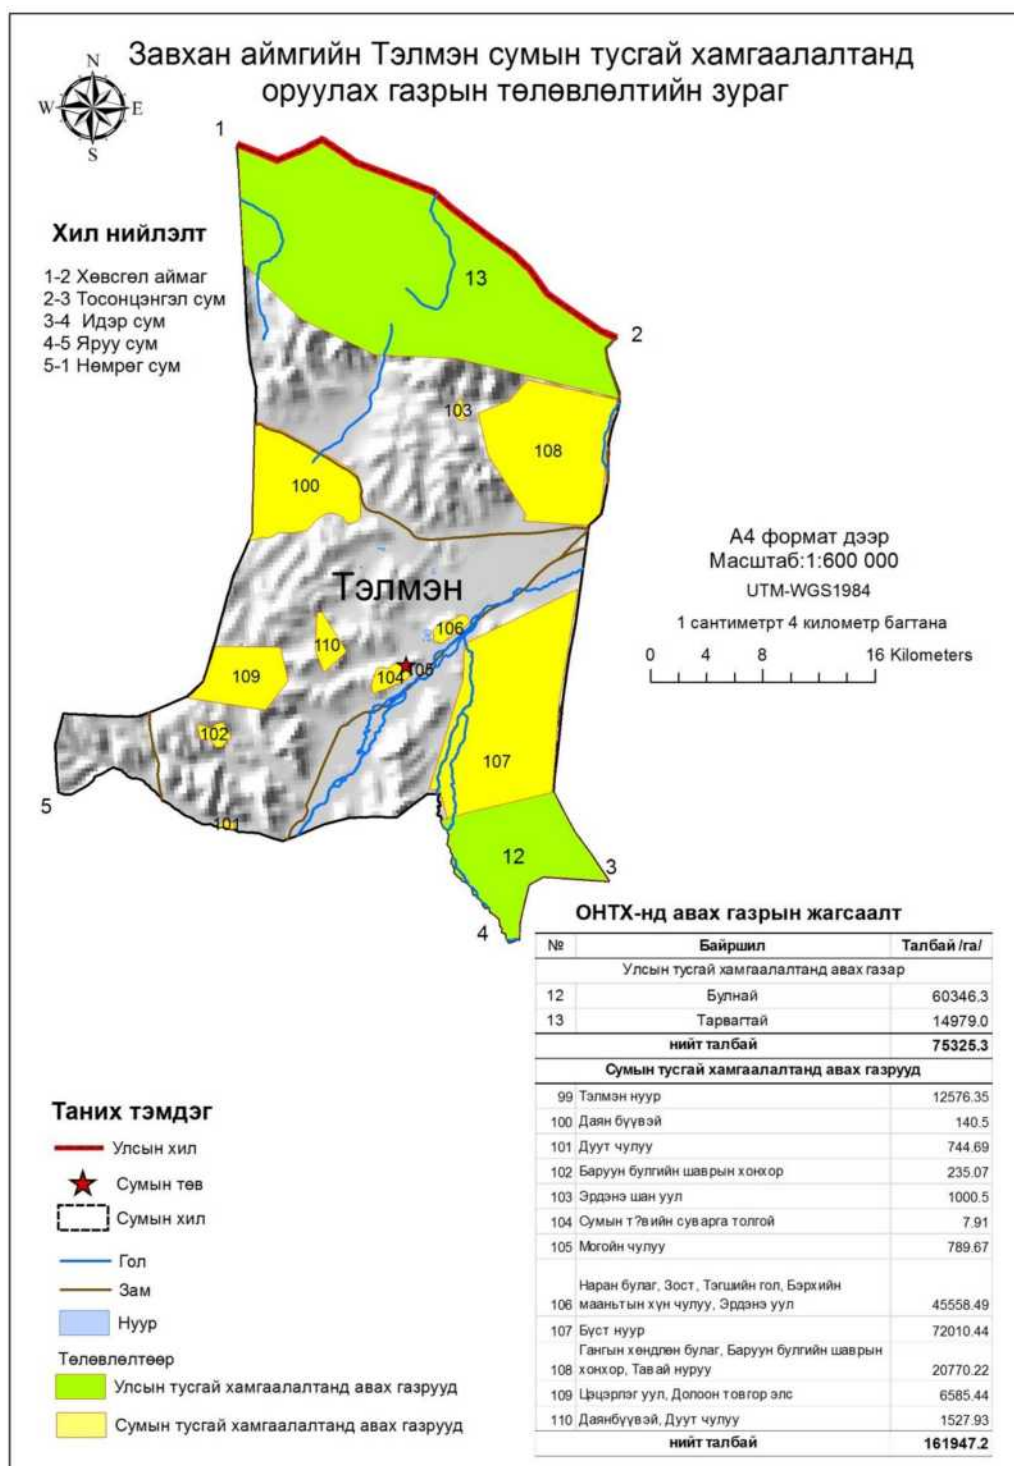 Завхан аймгийн Тэлмэн сумын тусгай хамгаалалтанд
оруулах газрын төлөвлөлтийн зураг
N
W E
S
1
Хил нийлэлт
1-2 Хөвсгөл аймаг
2-3 Тосонцэнгэл сум
3-4 Идэр сум
4-5 Яруу сум
5-1 Нөмрөг сум
13
2
103
108
100
Тэлмэн
106
110
104
105
109
102
107
5
101
12
3
4
А4 формат дээр
Масштаб:1:600 000
UTM-WGS1984
1 сантиметрт 4 километр багтана
0 4 8 16 Kilometers
ОНТХ-нд авах газрын жагсаалт
№ Байршил Талбай /га/
Улсын тусгай хамгаалалтанд авах газар
12 Булнай 60346.3
13 Тарвагтай 14979.0
нийт талбай 75325.3
Сумын тусгай хамгаалалтанд авах газрууд
99 Тэлмэн нуур 12576.35
100 Даян бүүвэй 140.5
101 Дуут чулуу 744.69
102 Баруун булгийн шаврын хонхор 235.07
103 Эрдэнэ шан уул 1000.5
104 Сумын т?вийн суварга толгой 7.91
105 Могойн чулуу 789.67
Наран булаг, Зост, Тэгшийн гол, Бэрхийн
106 мааньтын хүн чулуу, Эрдэнэ уул 45558.49
107 Бүст нуур 72010.44
Гангын хөндлөн булаг, Баруун булгийн шаврын
108 хонхор, Тавай нуруу 20770.22
109 Цэцэрлэг уул, Долоон товгор элс 6585.44
110 Даянбүүвэй, Дуут чулуу 1527.93
нийт талбай 161947.2
Таних тэмдэг
Улсын хил
Сумын төв
Сумын хил
Гол
Зам
Нуур
Төлөвлөлтөөр
Улсын тусгай хамгаалалтанд авах газрууд
Сумын тусгай хамгаалалтанд авах газрууд